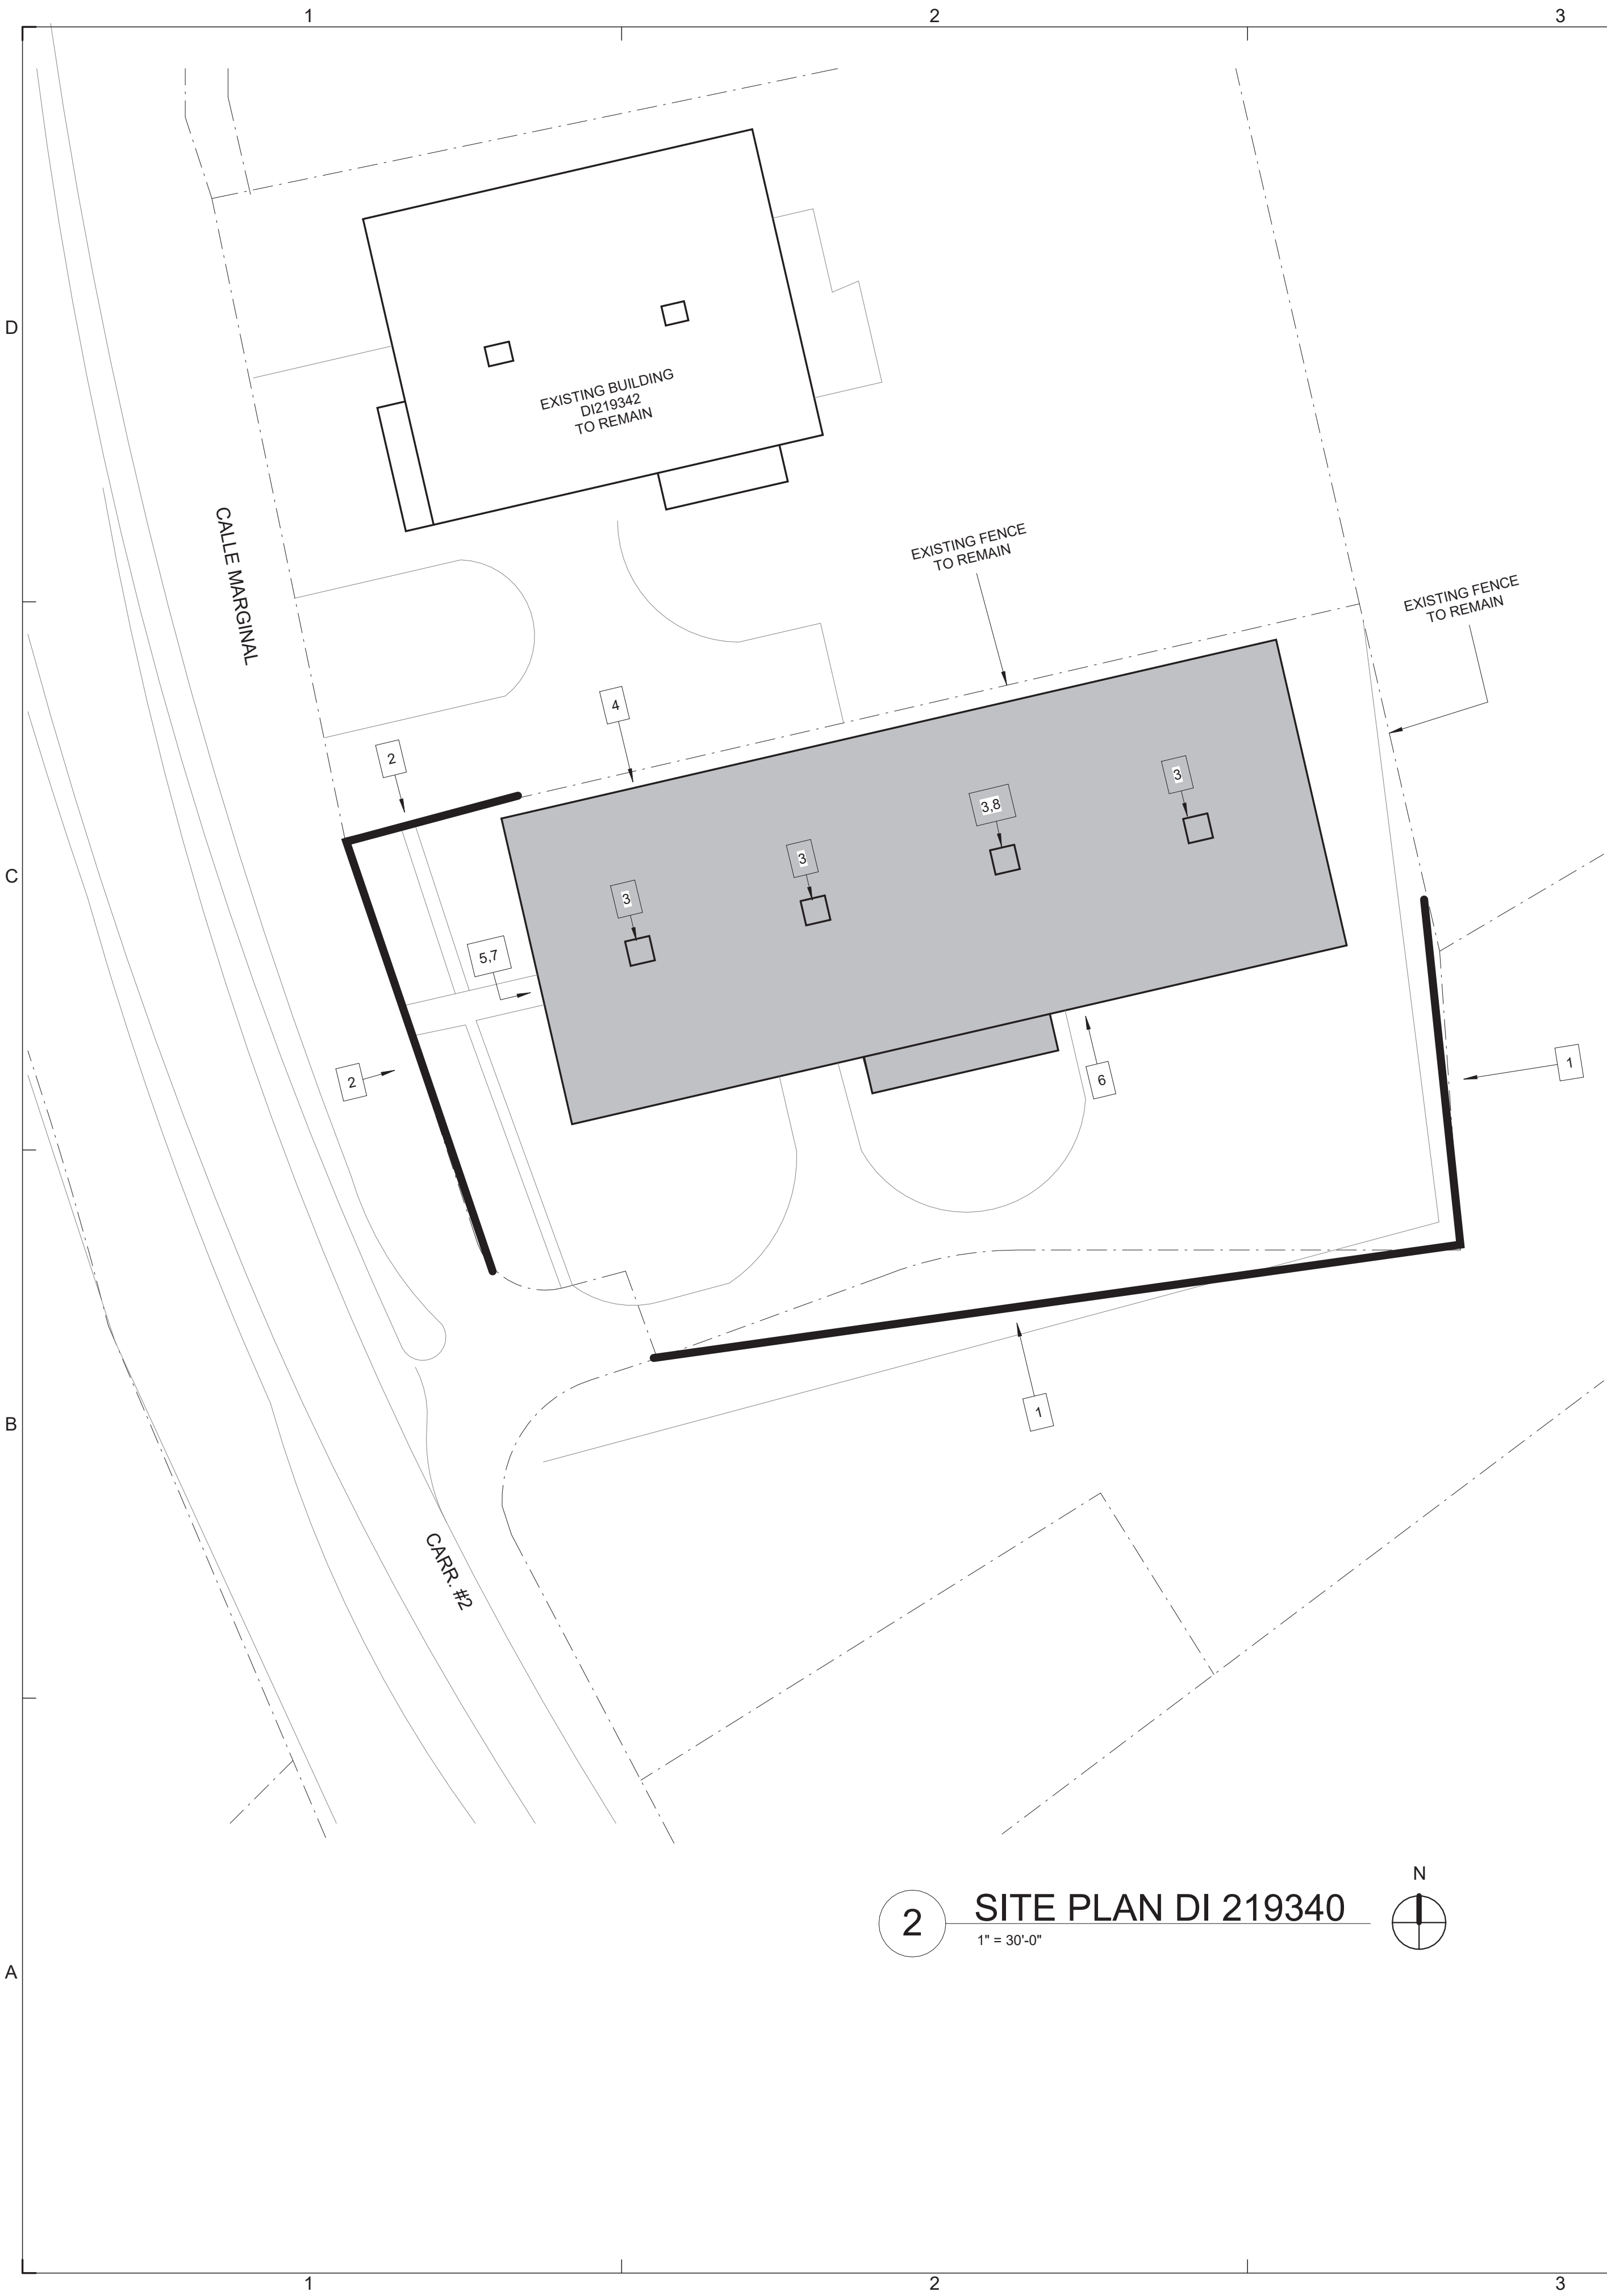 1
2
3
D
EXISTING BUILDING
DI219342
TO REMAIN
CALLE MARGINAL
EXISTING FENCE
TO REMAIN
EXISTING FENCE
TO REMAIN
4
2
3
3,8
3
3
C
5,7
2
6
1
1
B
CARR. #2
N
2
SITE PLAN DI 219340
1" = 30'-0"
A
1
2
3